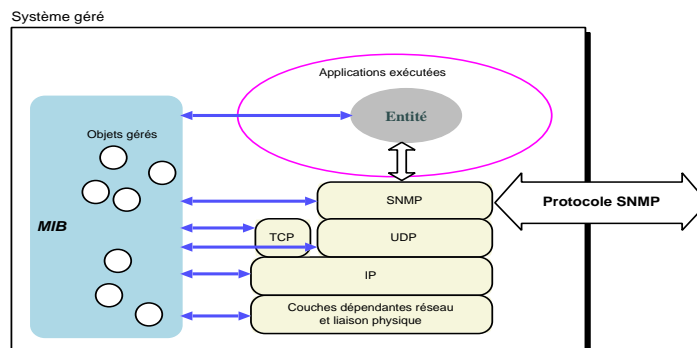 Système géré
Applications exécutées
Entité
Objets gérés
MIB
SNMP
Protocole SNMP
TCP
UDP
IP
Couches dépendantes réseau
et liaison physique